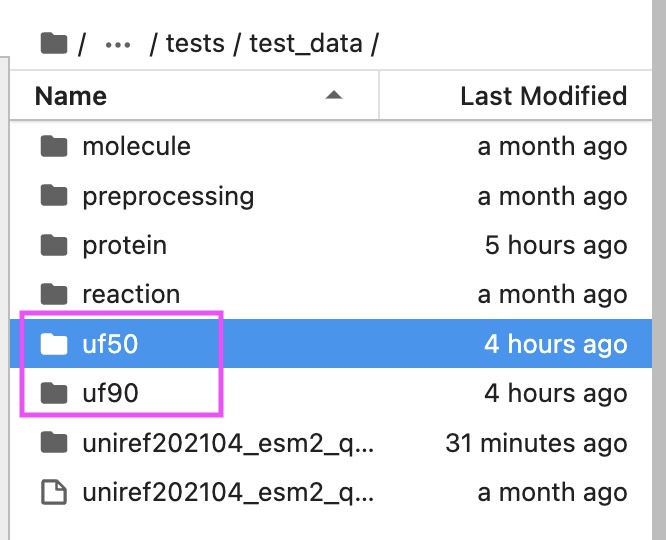 / ... / tests / test_data /
Name Last Modified
molecule a month ago
preprocessing a month ago
protein 5 hours ago
reaction a month ago
uf50 4 hours ago
uf90 4 hours ago
uniref202104_esm2_q... 31 minutes ago
uniref202104_esm2_q... a month ago